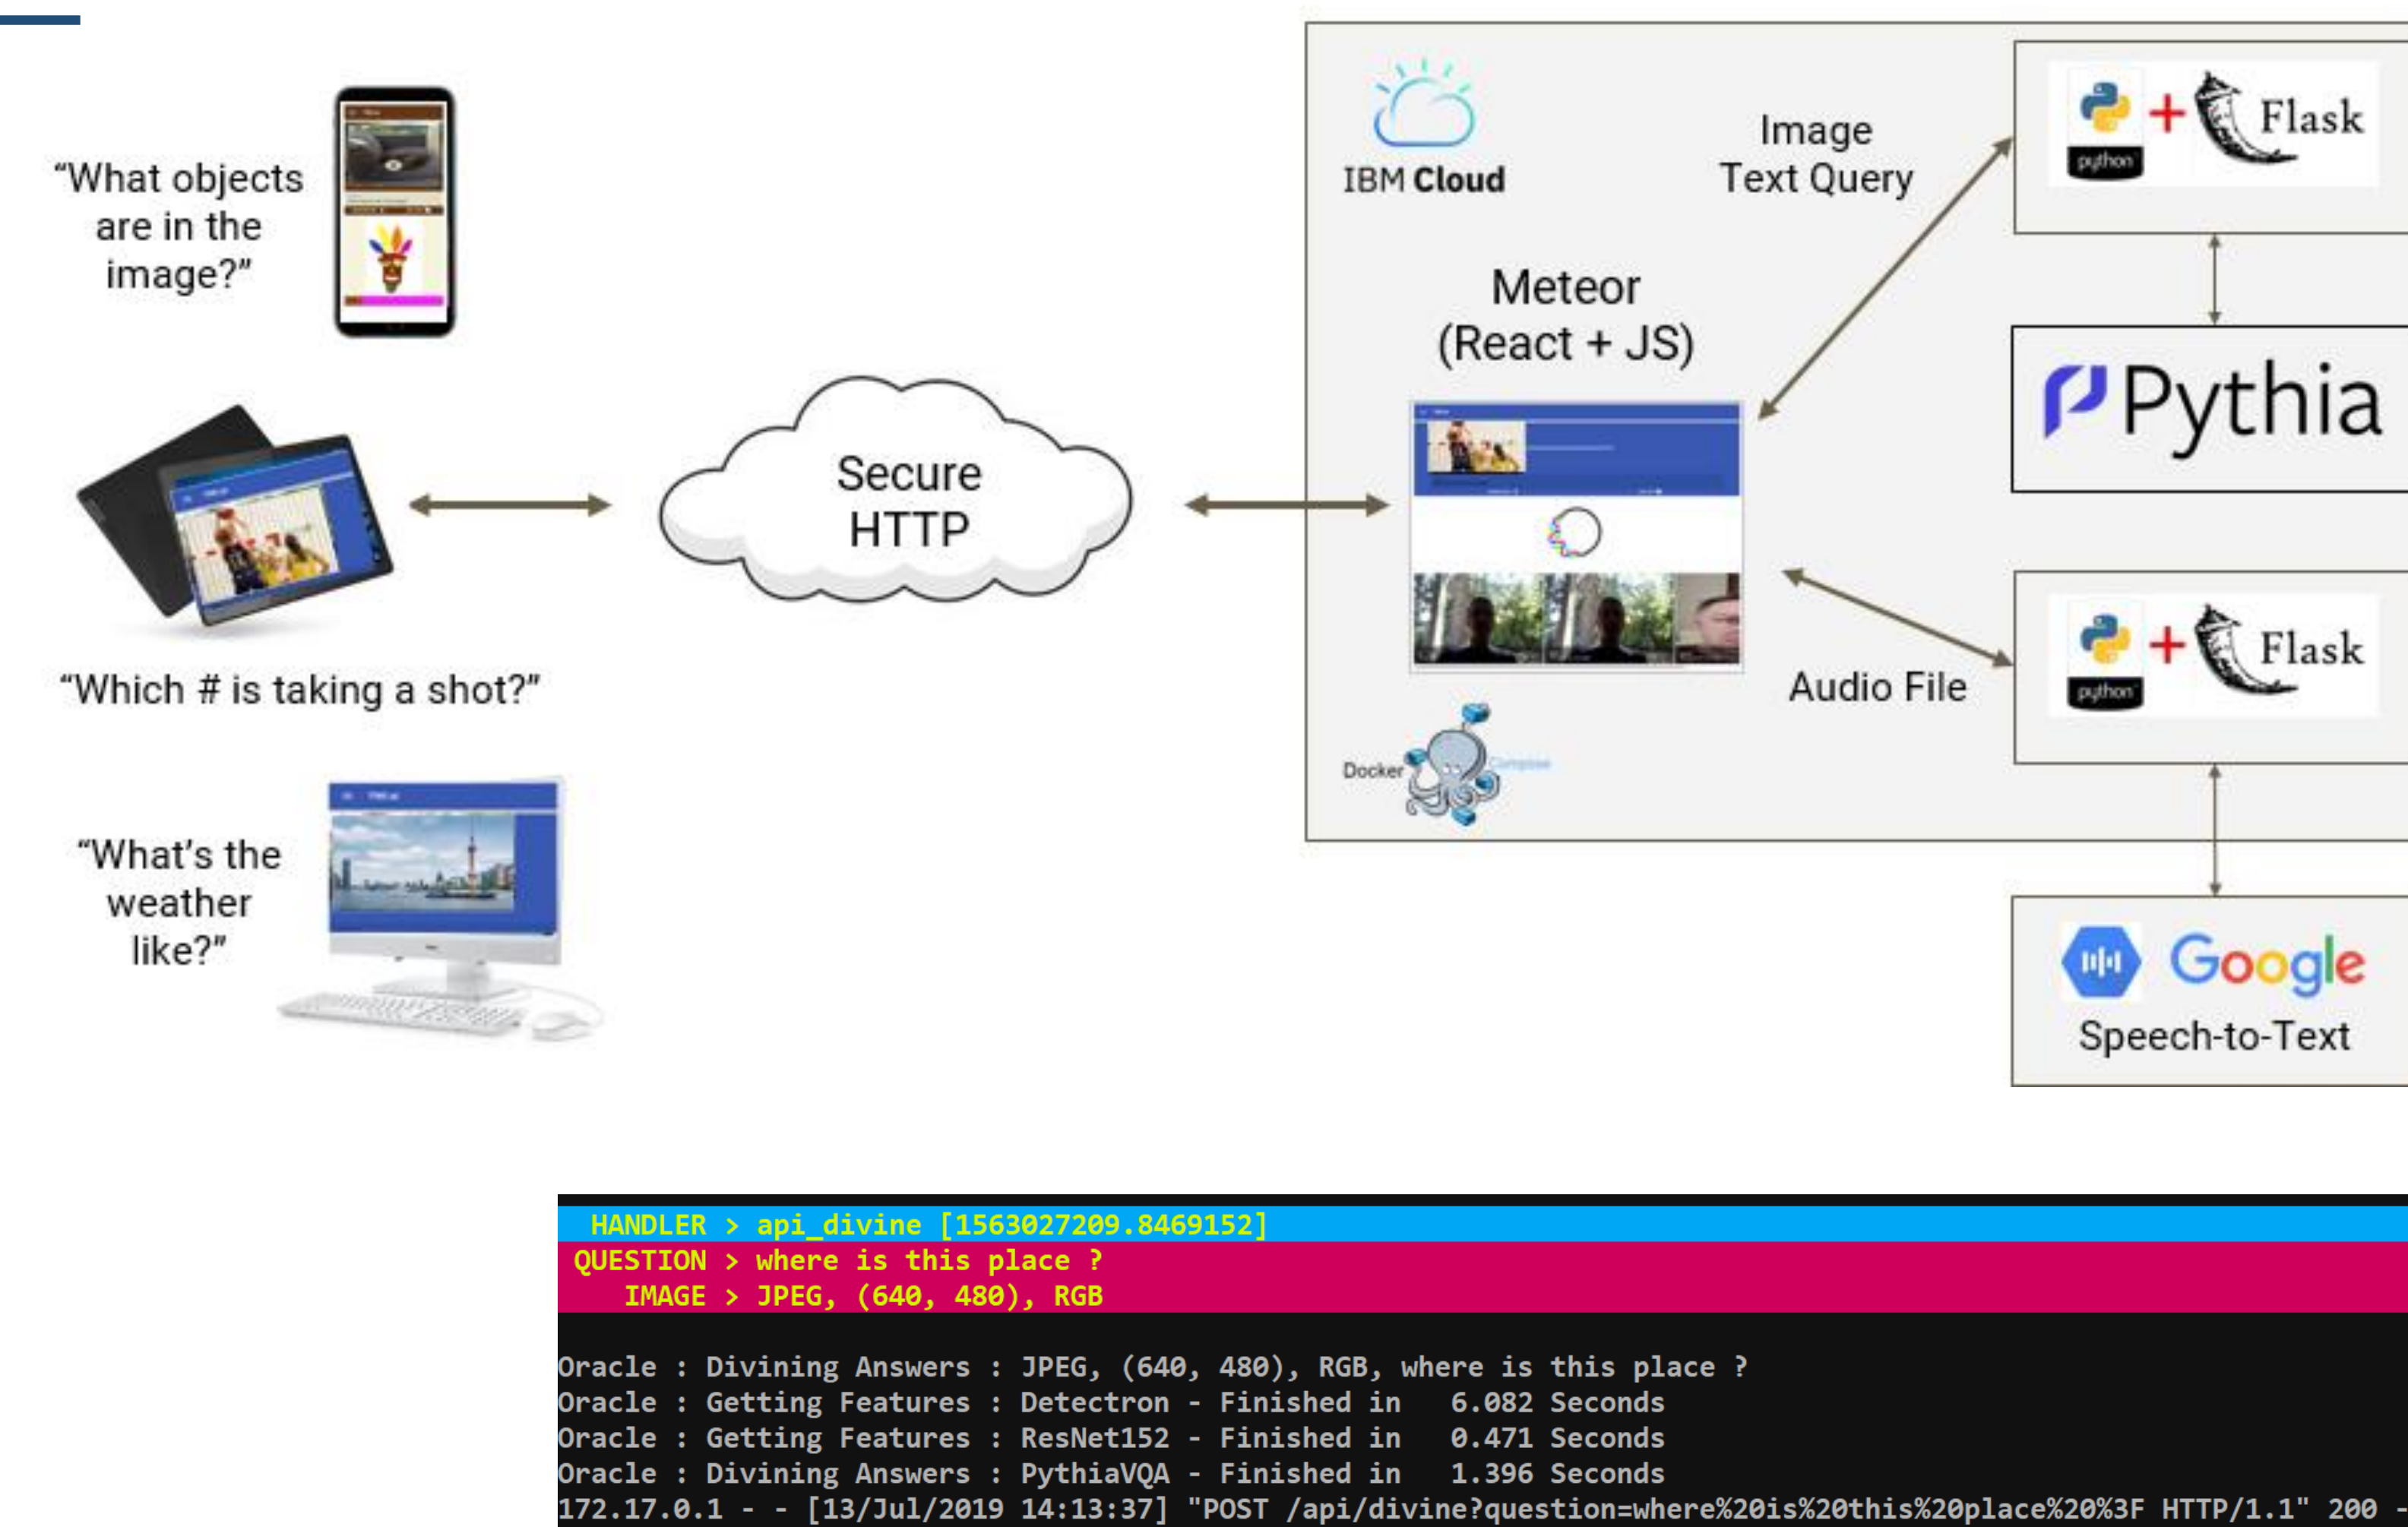 “What objects
are in the
image?”
“Which # is taking a shot?”
“What’s the
weather
like?”
Secure
HTTP
IBM Cloud
Meteor
(React + JS)
Docker
Compose
Image
Text Query
Audio File
python
+
Flask
Pythia
python
+
Flask
Google
Speech-to-Text
HANDLER > api_divine [1563027209.8469152]
QUESTION > where is this place ?
IMAGE > JPEG, (640, 480), RGB
Oracle : Divining Answers : JPEG, (640, 480), RGB, where is this place ?
Oracle : Getting Features : Detectron - Finished in 6.082 Seconds
Oracle : Getting Features : ResNet152 - Finished in 0.471 Seconds
Oracle : Divining Answers : PythiaVQA - Finished in 1.396 Seconds
172.17.0.1 - - [13/Jul/2019 14:13:37] "POST /api/divine?question=where%20is%20this%20place%20%3F HTTP/1.1" 200 -